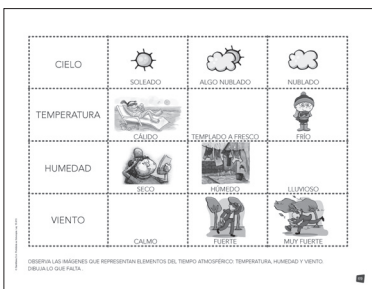 CIELO
SOLEADO
ALGO NUBLADO
NUBLADO
TEMPERATURA
CÁLIDO
TEMPLADO A FRESCO
FRÍO
HUMEDAD
SECO
HÚMEDO
LLUVIOSO
VIENTO
CALMO
FUERTE
MUY FUERTE
OBSERVA LAS IMÁGENES QUE REPRESENTAN ELEMENTOS DEL TIEMPO ATMOSFÉRICO: TEMPERATURA, HUMEDAD Y VIENTO.
DIBUJA LO QUE FALTA.